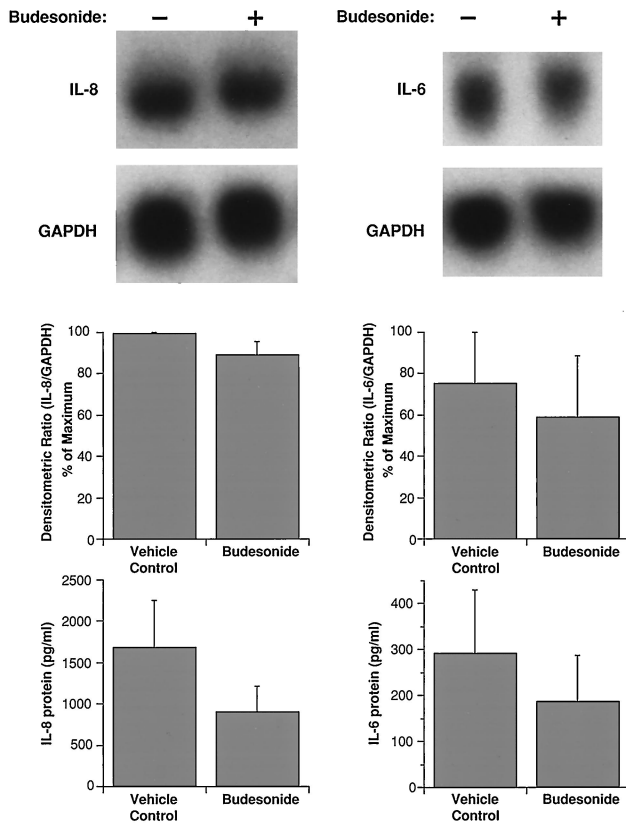 Budesonide: − +
IL-8
GAPDH
Budesonide: − +
IL-6
GAPDH
Densitometric Ratio (IL-8/GAPDH)
% of Maximum
100
80
60
40
20
0
Vehicle
Control
Budesonide
Densitometric Ratio (IL-6/GAPDH)
% of Maximum
100
80
60
40
20
0
Vehicle
Control
Budesonide
IL-8 protein (pg/ml)
2500
2000
1500
1000
500
0
Vehicle
Control
Budesonide
IL-6 protein (pg/ml)
400
300
200
100
0
Vehicle
Control
Budesonide